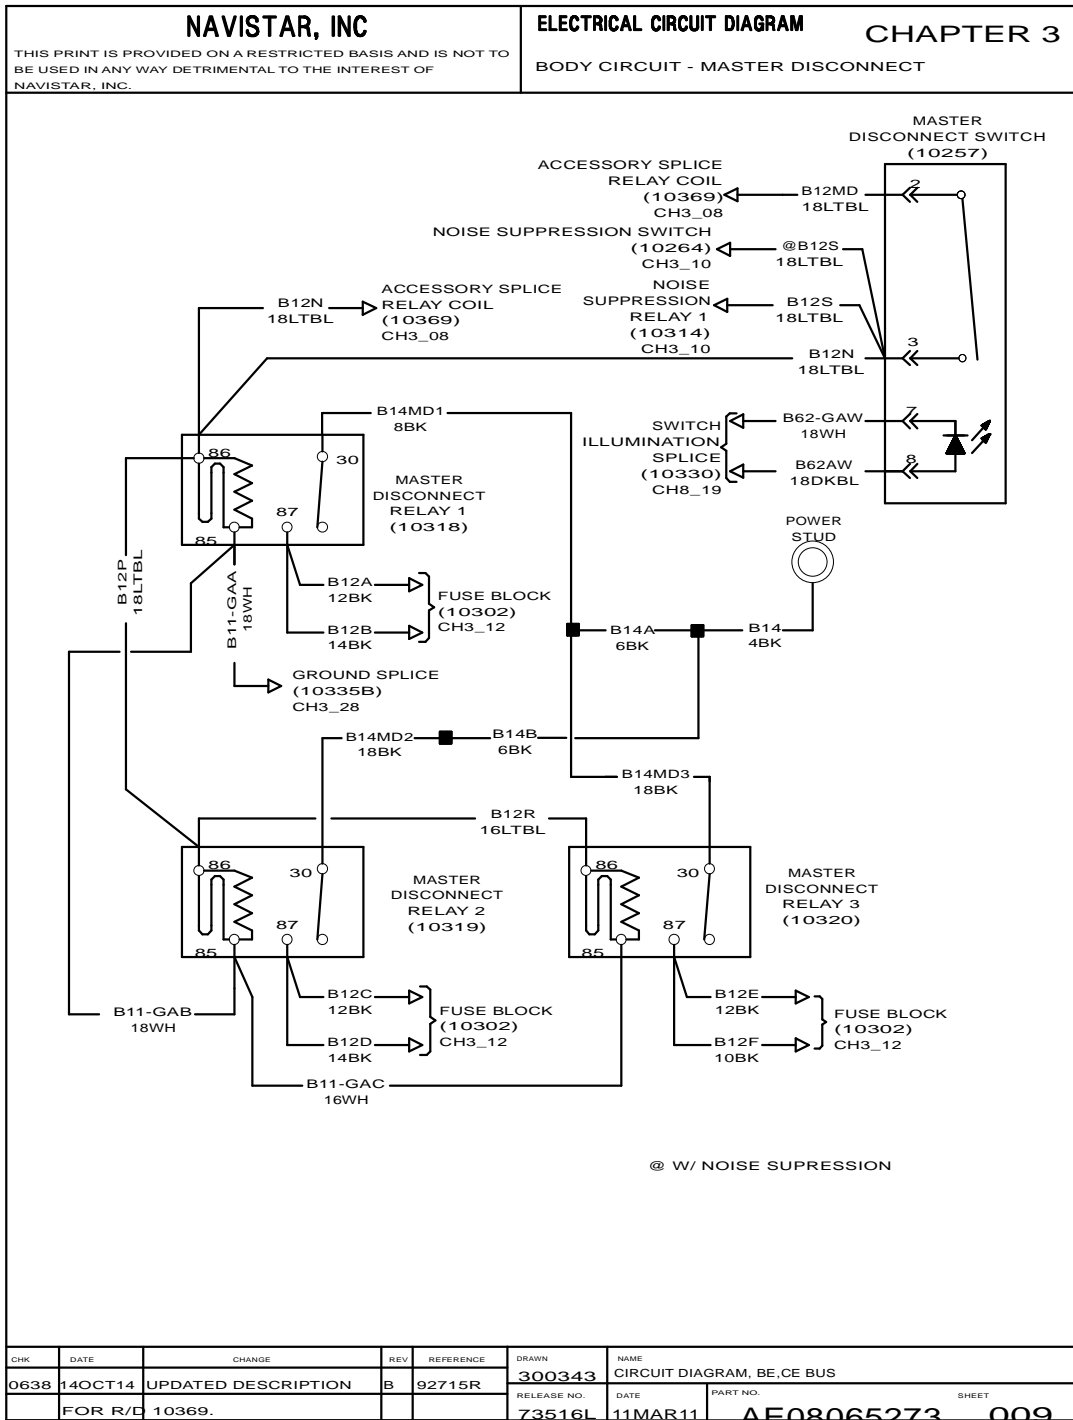 NAVISTAR, INC
THIS PRINT IS PROVIDED ON A RESTRICTED BASIS AND IS NOT TO
BE USED IN ANY WAY DETRIMENTAL TO THE INTEREST OF
NAVISTAR, INC.
ELECTRICAL CIRCUIT DIAGRAM
CHAPTER 3
BODY CIRCUIT - MASTER DISCONNECT
MASTER
DISCONNECT SWITCH
(10257)
ACCESSORY SPLICE
RELAY COIL
(10369)
CH3_08
B12MD
18LTBL
2
NOISE SUPPRESSION SWITCH
(10264)
CH3_10
@B12S
18LTBL
NOISE
SUPPRESSION
RELAY 1
(10314)
CH3_10
B12S
18LTBL
B12N
18LTBL
ACCESSORY SPLICE
RELAY COIL
(10369)
CH3_08
B12N
18LTBL
3
B14MD1
8BK
SWITCH
ILLUMINATION
SPLICE
(10330)
CH8_19
B62-GAW
18WH
7
B62AW
18DKBL
8
86
30
87
85
MASTER
DISCONNECT
RELAY 1
(10318)
POWER
STUD
B12P
18LTBL
B11-GAA
18WH
B12A
12BK
B12B
14BK
FUSE BLOCK
(10302)
CH3_12
B14A
6BK
B14
4BK
GROUND SPLICE
(10335B)
CH3_28
B14MD2
18BK
B14B
6BK
B14MD3
18BK
B12R
16LTBL
86
30
87
85
MASTER
DISCONNECT
RELAY 2
(10319)
86
30
87
85
MASTER
DISCONNECT
RELAY 3
(10320)
B11-GAB
18WH
B12C
12BK
B12D
14BK
FUSE BLOCK
(10302)
CH3_12
B12E
12BK
B12F
10BK
FUSE BLOCK
(10302)
CH3_12
B11-GAC
16WH
@ W/ NOISE SUPRESSION
CHK DATE CHANGE REV REFERENCE
0638 14OCT14 UPDATED DESCRIPTION B 92715R
FOR R/D 10369.
DRAWN
300343
NAME
CIRCUIT DIAGRAM, BE,CE BUS
RELEASE NO.
73516L
DATE
11MAR11
PART NO.
AE08065273
SHEET
009